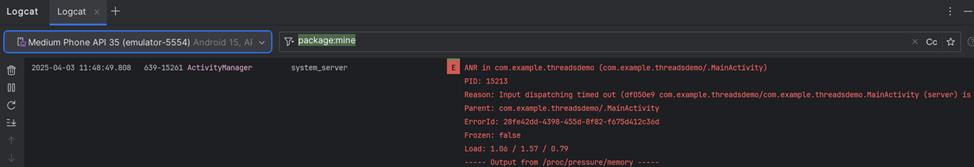 Logcat Logcat × +
Medium Phone API 35 (emulator-5554) Android 15, AI package:mine Cc
2025-04-03 11:48:49.808 639-15261 ActivityManager system_server E ANR in com.example.threadsdemo (com.example.threadsdemo/.MainActivity)
PID: 15213
Reason: Input dispatching timed out (df050e9 com.example.threadsdemo/com.example.threadsdemo.MainActivity (server) is
Parent: com.example.threadsdemo/.MainActivity
ErrorId: 28fe42dd-4398-455d-8f82-f675d412c36d
Frozen: false
Load: 1.06 / 1.57 / 0.79
----- Output from /proc/pressure/memory -----